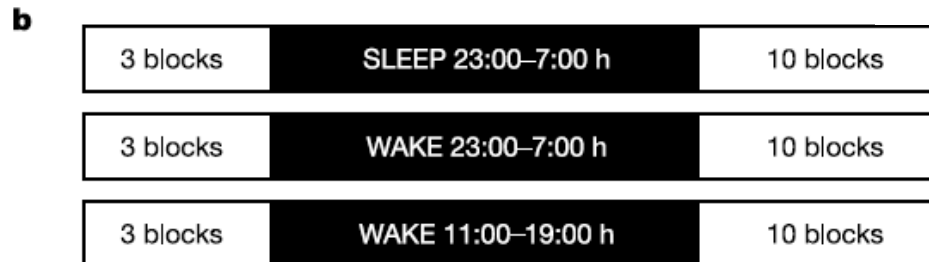 b
3 blocks SLEEP 23:00–7:00 h 10 blocks
3 blocks WAKE 23:00–7:00 h 10 blocks
3 blocks WAKE 11:00–19:00 h 10 blocks